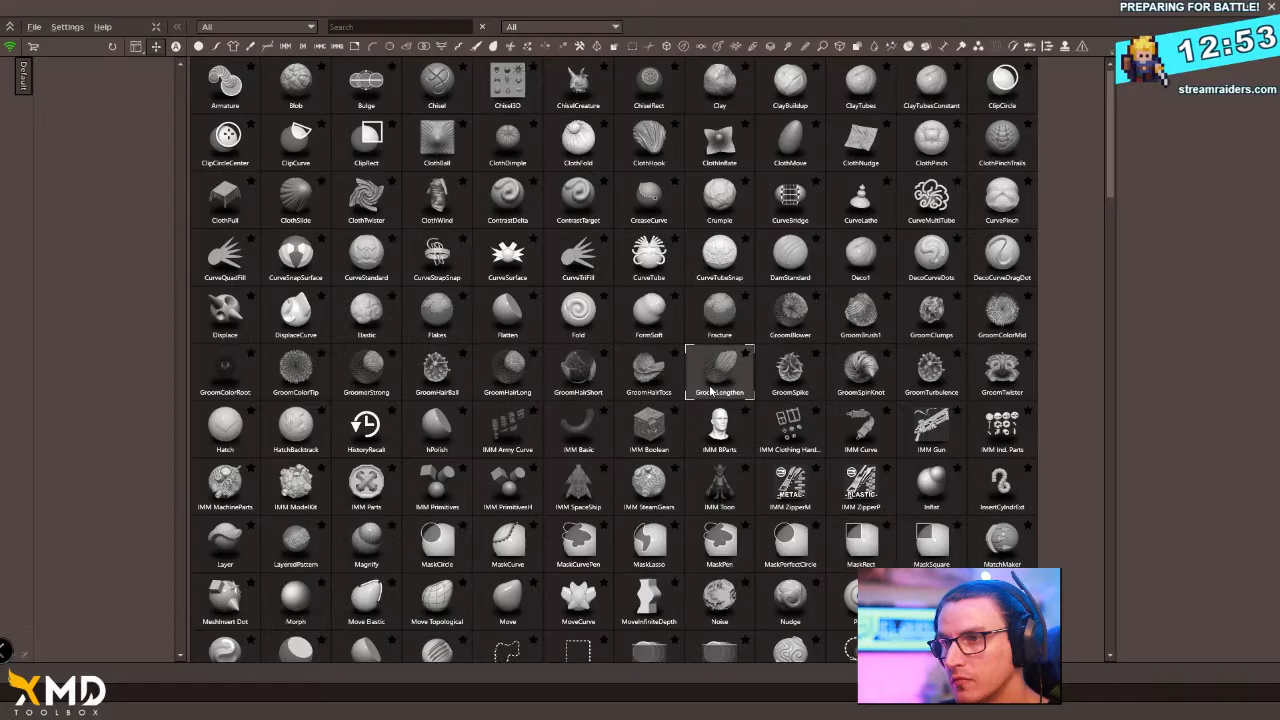 PREPARING FOR BATTLE!
File Settings Help All Search All
12:53
streamraiders.com
Default
Armature Blob Bulge Chisel Chisel3D ChiselCreature ChiselRect Clay ClayBuildup ClayTubes ClayTubesConstant ClipCircle
ClipCircleCenter ClipCurve ClipRect ClothBall ClothDimple ClothFold ClothHook ClothInflate ClothMove ClothNudge ClothPinch ClothPinchTrails
ClothPull ClothSlide ClothTwister ClothWind ContrastDelta ContrastTarget CreaseCurve Crumple CurveBridge CurveLathe CurveMultiTube CurvePinch
CurveQuadFill CurveSnapSurface CurveStandard CurveStrapSnap CurveSurface CurveTriFill CurveTube CurveTubeSnap DamStandard Deco1 DecoCurveDots DecoCurveDragDot
Displace DisplaceCurve Elastic Flakes Flatten Fold FormSoft Fracture GroomBlower GroomBrush1 GroomClumps GroomColorMid
GroomColorRoot GroomColorTip GroomerStrong GroomHairBall GroomHairLong GroomHairShort GroomHairToss GroomLengthen GroomSpike GroomSpinKnot GroomTurbulence GroomTwister
Hatch HatchBacktrack HistoryRecall hPolish IMM Army Curve IMM Basic IMM Boolean IMM BParts IMM Clothing Hard... IMM Curve IMM Gun IMM Ind. Parts
IMM MachineParts IMM ModelKit IMM Parts IMM Primitives IMM PrimitivesH IMM SpaceShip IMM SteamGears IMM Toon IMM ZipperM IMM ZipperP Inflat InsertCylndrExt
-METAL- -PLASTIC-
Layer LayeredPattern Magnify MaskCircle MaskCurve MaskCurvePen MaskLasso MaskPen MaskPerfectCircle MaskRect MaskSquare MatchMaker
MeshInsert Dot Morph Move Elastic Move Topological Move MoveCurve MoveInfiniteDepth Noise Nudge
XMD
TOOLBOX